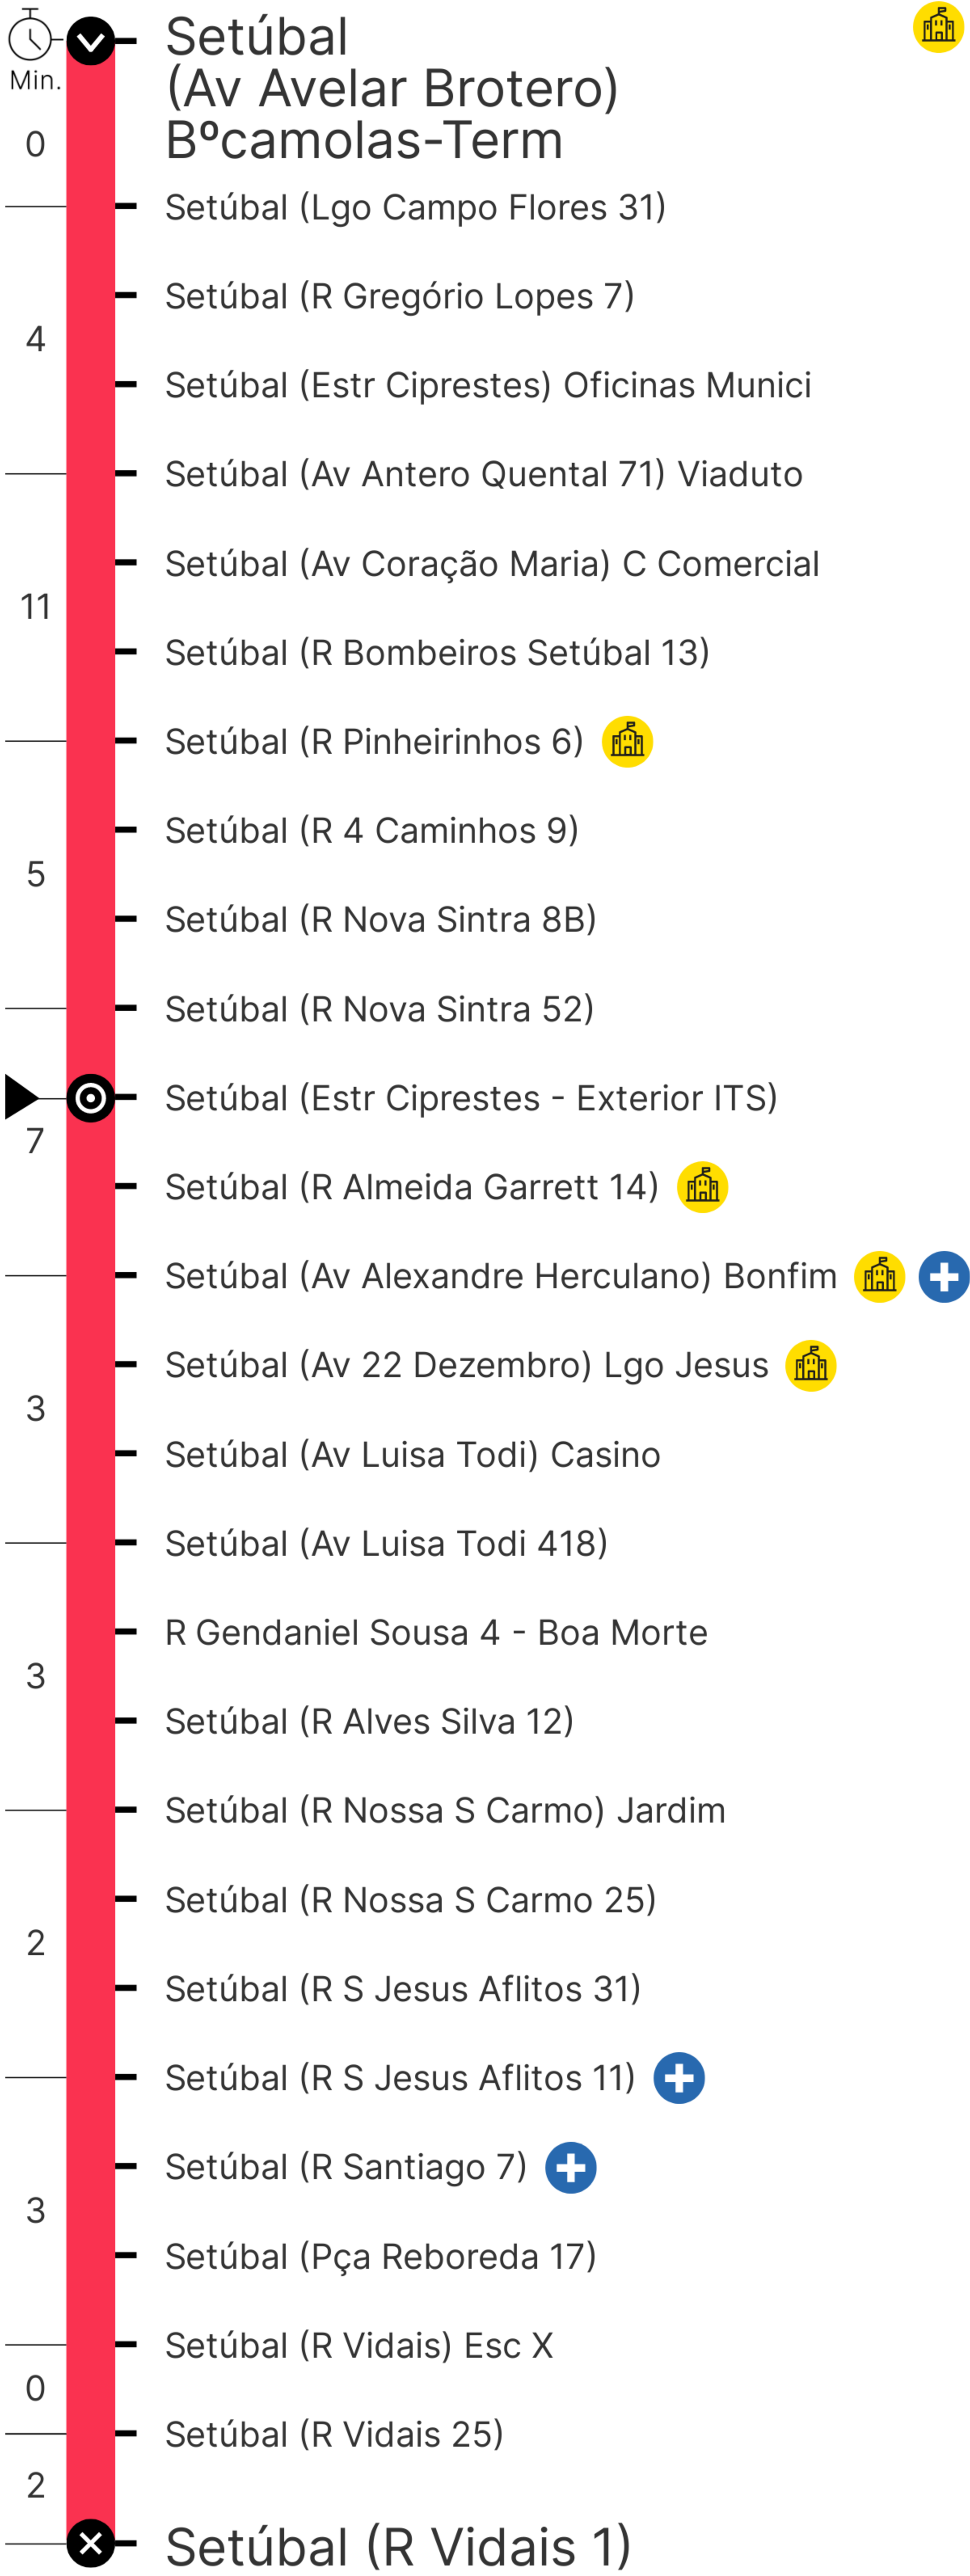 Min.
Setúbal
(Av Avelar Brotero)
Bºcamolas-Term
0
Setúbal (Lgo Campo Flores 31)
Setúbal (R Gregório Lopes 7)
4
Setúbal (Estr Ciprestes) Oficinas Munici
Setúbal (Av Antero Quental 71) Viaduto
Setúbal (Av Coração Maria) C Comercial
11
Setúbal (R Bombeiros Setúbal 13)
Setúbal (R Pinheirinhos 6)
Setúbal (R 4 Caminhos 9)
5
Setúbal (R Nova Sintra 8B)
Setúbal (R Nova Sintra 52)
Setúbal (Estr Ciprestes - Exterior ITS)
7
Setúbal (R Almeida Garrett 14)
Setúbal (Av Alexandre Herculano) Bonfim
Setúbal (Av 22 Dezembro) Lgo Jesus
3
Setúbal (Av Luisa Todi) Casino
Setúbal (Av Luisa Todi 418)
R Gendaniel Sousa 4 - Boa Morte
3
Setúbal (R Alves Silva 12)
Setúbal (R Nossa S Carmo) Jardim
Setúbal (R Nossa S Carmo 25)
2
Setúbal (R S Jesus Aflitos 31)
Setúbal (R S Jesus Aflitos 11)
Setúbal (R Santiago 7)
3
Setúbal (Pça Reboreda 17)
Setúbal (R Vidais) Esc X
0
Setúbal (R Vidais 25)
2
Setúbal (R Vidais 1)